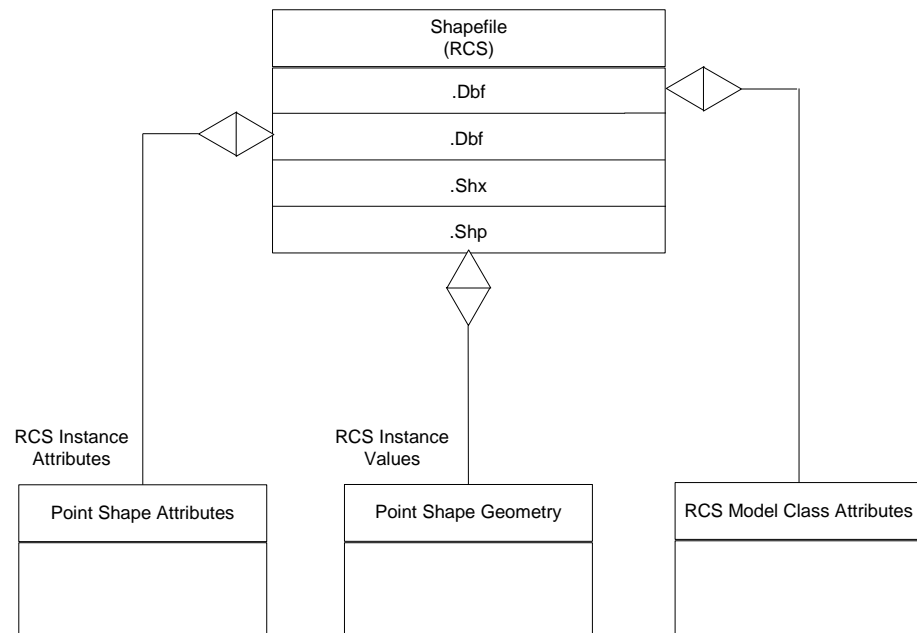 Shapefile
(RCS)
.Dbf
.Dbf
.Shx
.Shp
RCS Instance
Attributes
RCS Instance
Values
Point Shape Attributes
Point Shape Geometry
RCS Model Class Attributes